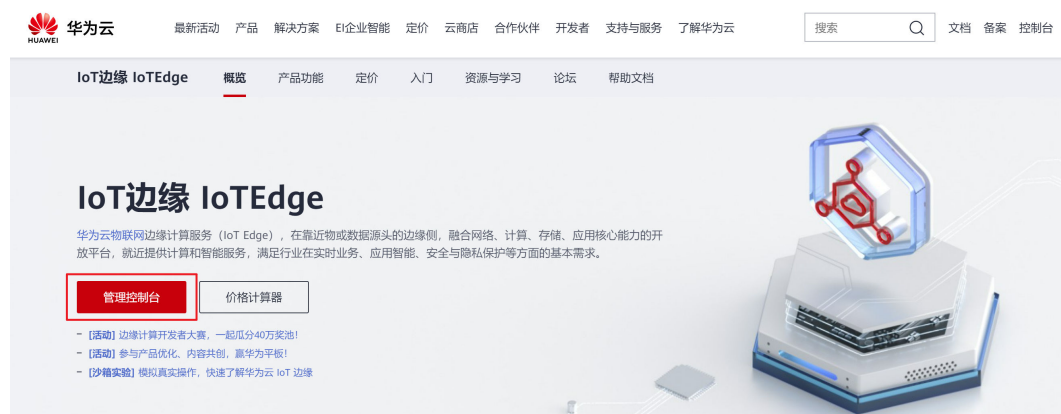 HUAWEI 华为云 最新活动 产品 解决方案 EI企业智能 定价 云商店 合作伙伴 开发者 支持与服务 了解华为云 搜索 文档 备案 控制台
IoT边缘 IoTEdge 概览 产品功能 定价 入门 资源与学习 论坛 帮助文档
IoT边缘 IoTEdge
华为云物联网边缘计算服务（IoT Edge），在靠近物或数据源头的边缘侧，融合网络、计算、存储、应用核心能力的开
放平台，就近提供计算和智能服务，满足行业在实时业务、应用智能、安全与隐私保护等方面的基本需求。
管理控制台 价格计算器
- [活动] 边缘计算开发者大赛，一起瓜分40万奖池!
- [活动] 参与产品优化、内容共创，赢华为平板!
- [沙箱实验] 模拟真实操作，快速了解华为云 IoT 边缘